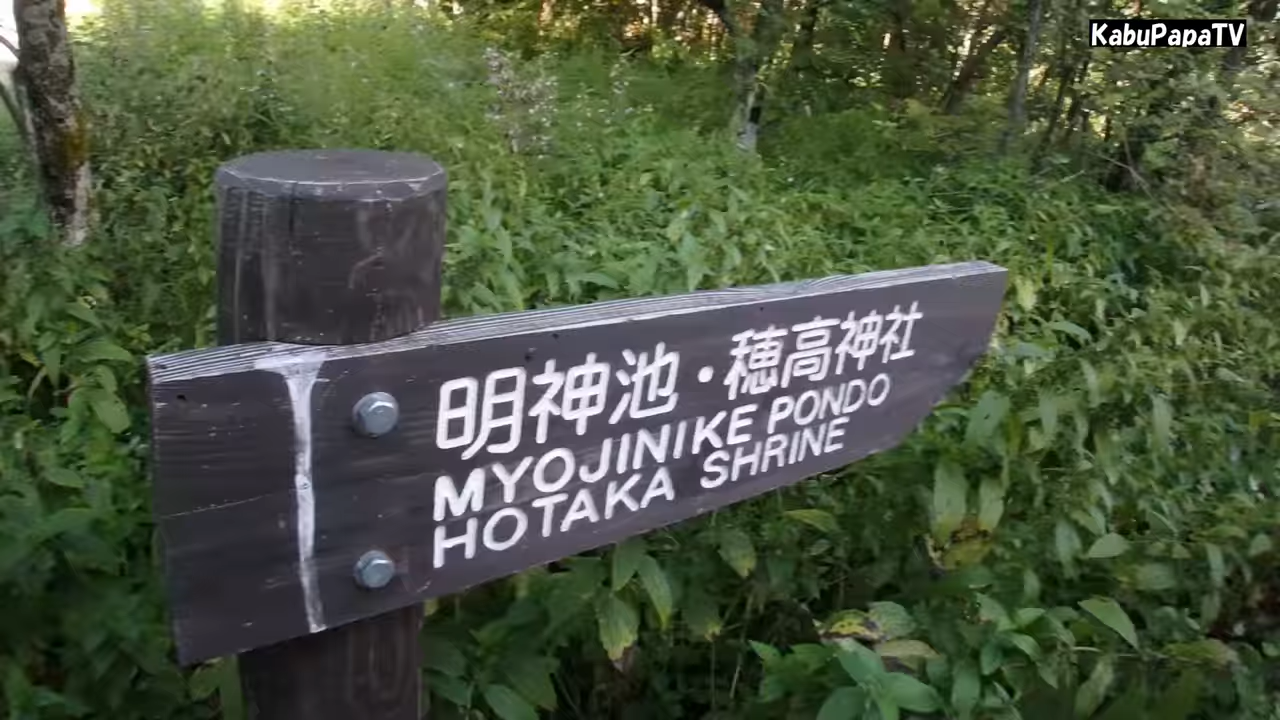 KabuPapaTV
明神池・穂高神社
MYOJINIKE PONDO
HOTAKA SHRINE